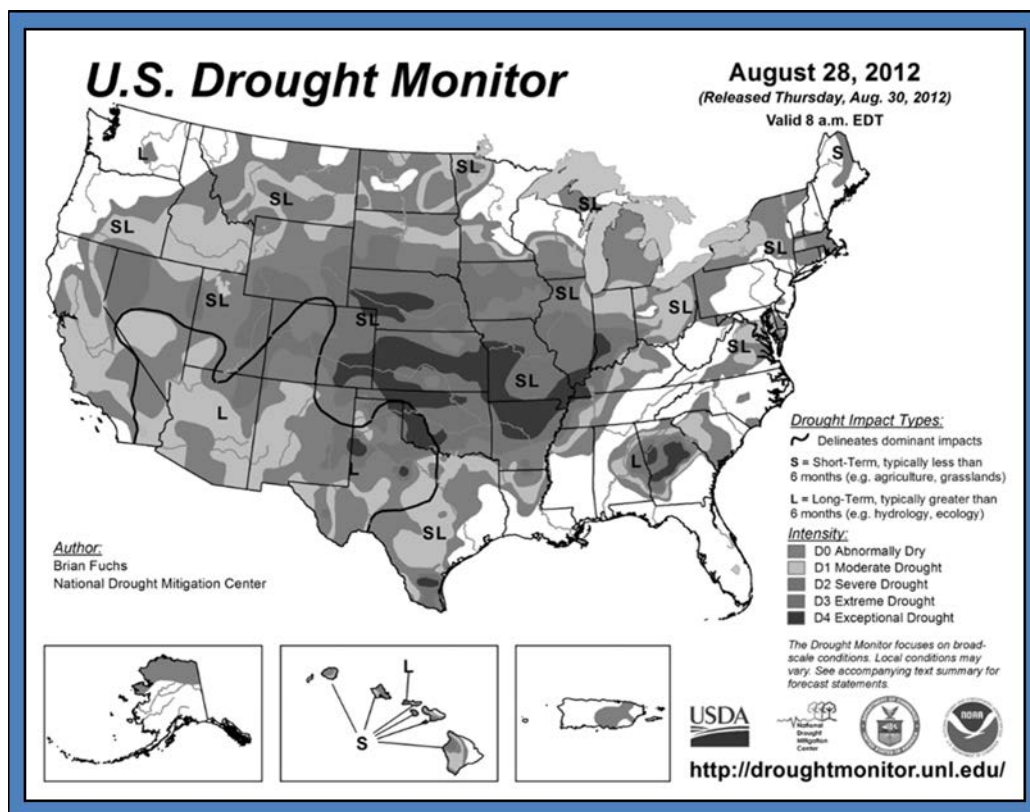 U.S. Drought Monitor
August 28, 2012
(Released Thursday, Aug. 30, 2012)
Valid 8 a.m. EDT
L
SL
SL
SL
SL
S
SL
SL
SL
SL
SL
SL
SL
L
L
L
SL
Drought Impact Types:
Delineates dominant impacts
S = Short-Term, typically less than
6 months (e.g. agriculture, grasslands)
L = Long-Term, typically greater than
6 months (e.g. hydrology, ecology)
Intensity:
D0 Abnormally Dry
D1 Moderate Drought
D2 Severe Drought
D3 Extreme Drought
D4 Exceptional Drought
Author:
Brian Fuchs
National Drought Mitigation Center
The Drought Monitor focuses on broad-
scale conditions. Local conditions may
vary. See accompanying text summary for
forecast statements.
L
S
USDA
National
Drought
Mitigation
Center
NOAA
http://droughtmonitor.unl.edu/